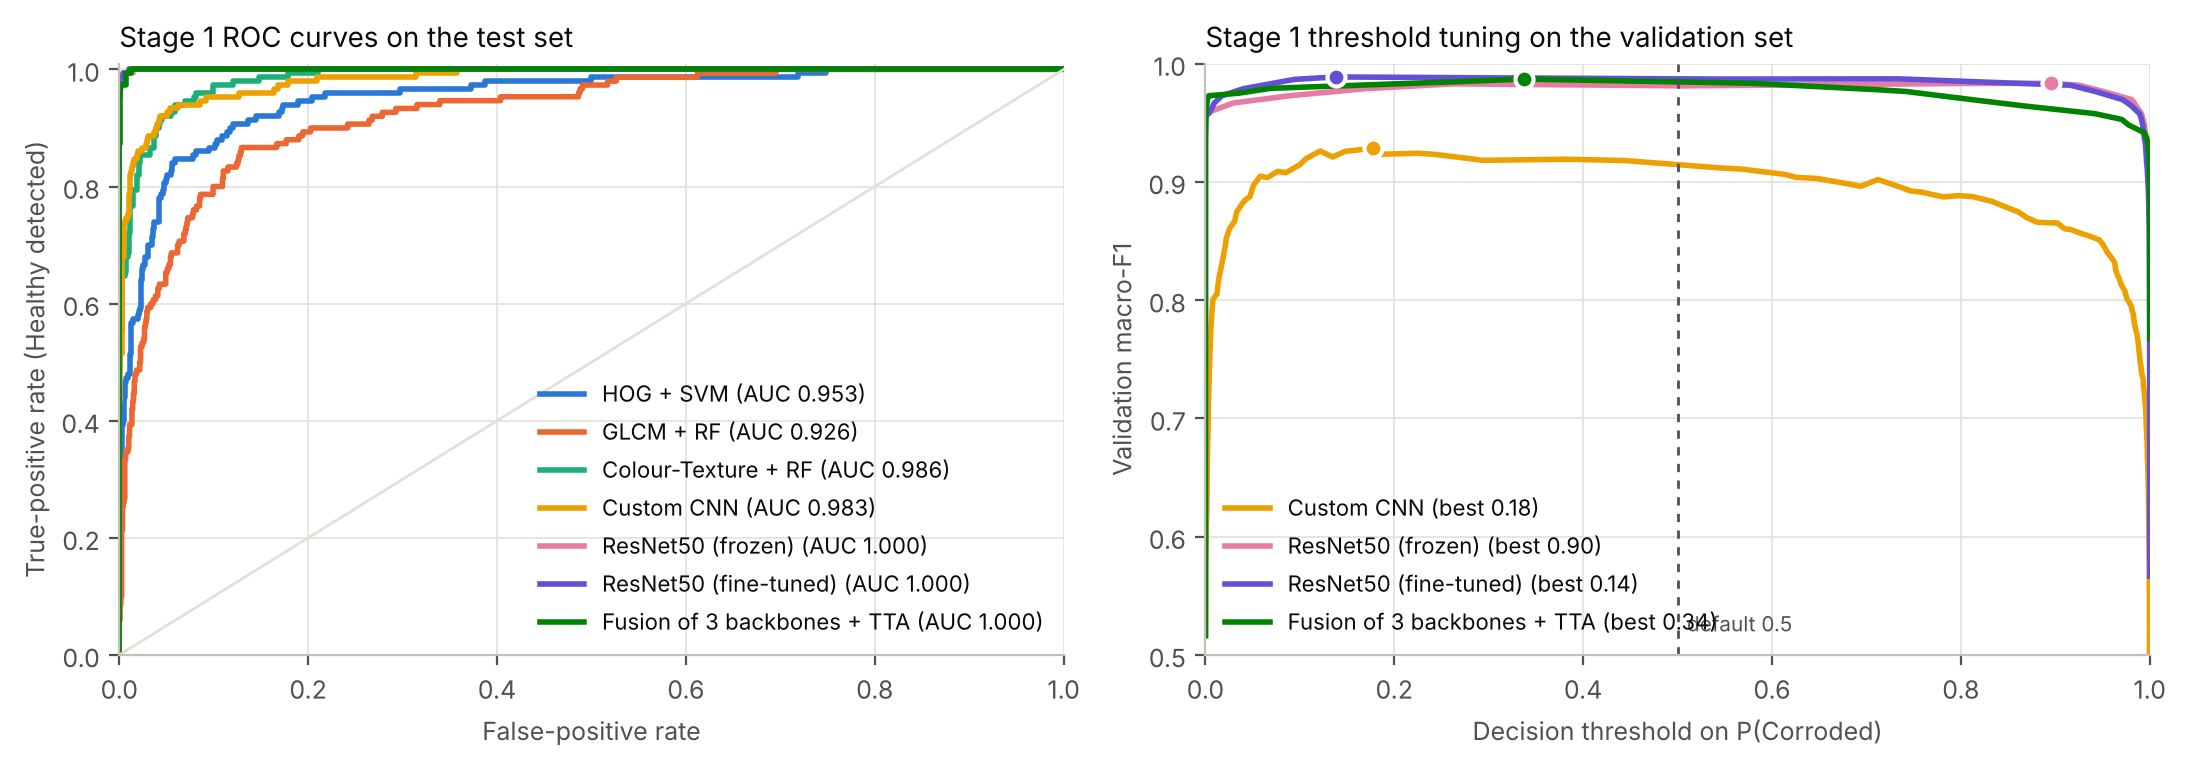 Stage 1 ROC curves on the test set
True-positive rate (Healthy detected)
1.0
0.8
0.6
0.4
0.2
0.0
HOG + SVM (AUC 0.953)
GLCM + RF (AUC 0.926)
Colour-Texture + RF (AUC 0.986)
Custom CNN (AUC 0.983)
ResNet50 (frozen) (AUC 1.000)
ResNet50 (fine-tuned) (AUC 1.000)
Fusion of 3 backbones + TTA (AUC 1.000)
0.0 0.2 0.4 0.6 0.8 1.0
False-positive rate
Stage 1 threshold tuning on the validation set
Validation macro-F1
1.0
0.9
0.8
0.7
0.6
0.5
Custom CNN (best 0.18)
ResNet50 (frozen) (best 0.90)
ResNet50 (fine-tuned) (best 0.14)
Fusion of 3 backbones + TTA (best 0.34)
default 0.5
0.0 0.2 0.4 0.6 0.8 1.0
Decision threshold on P(Corroded)